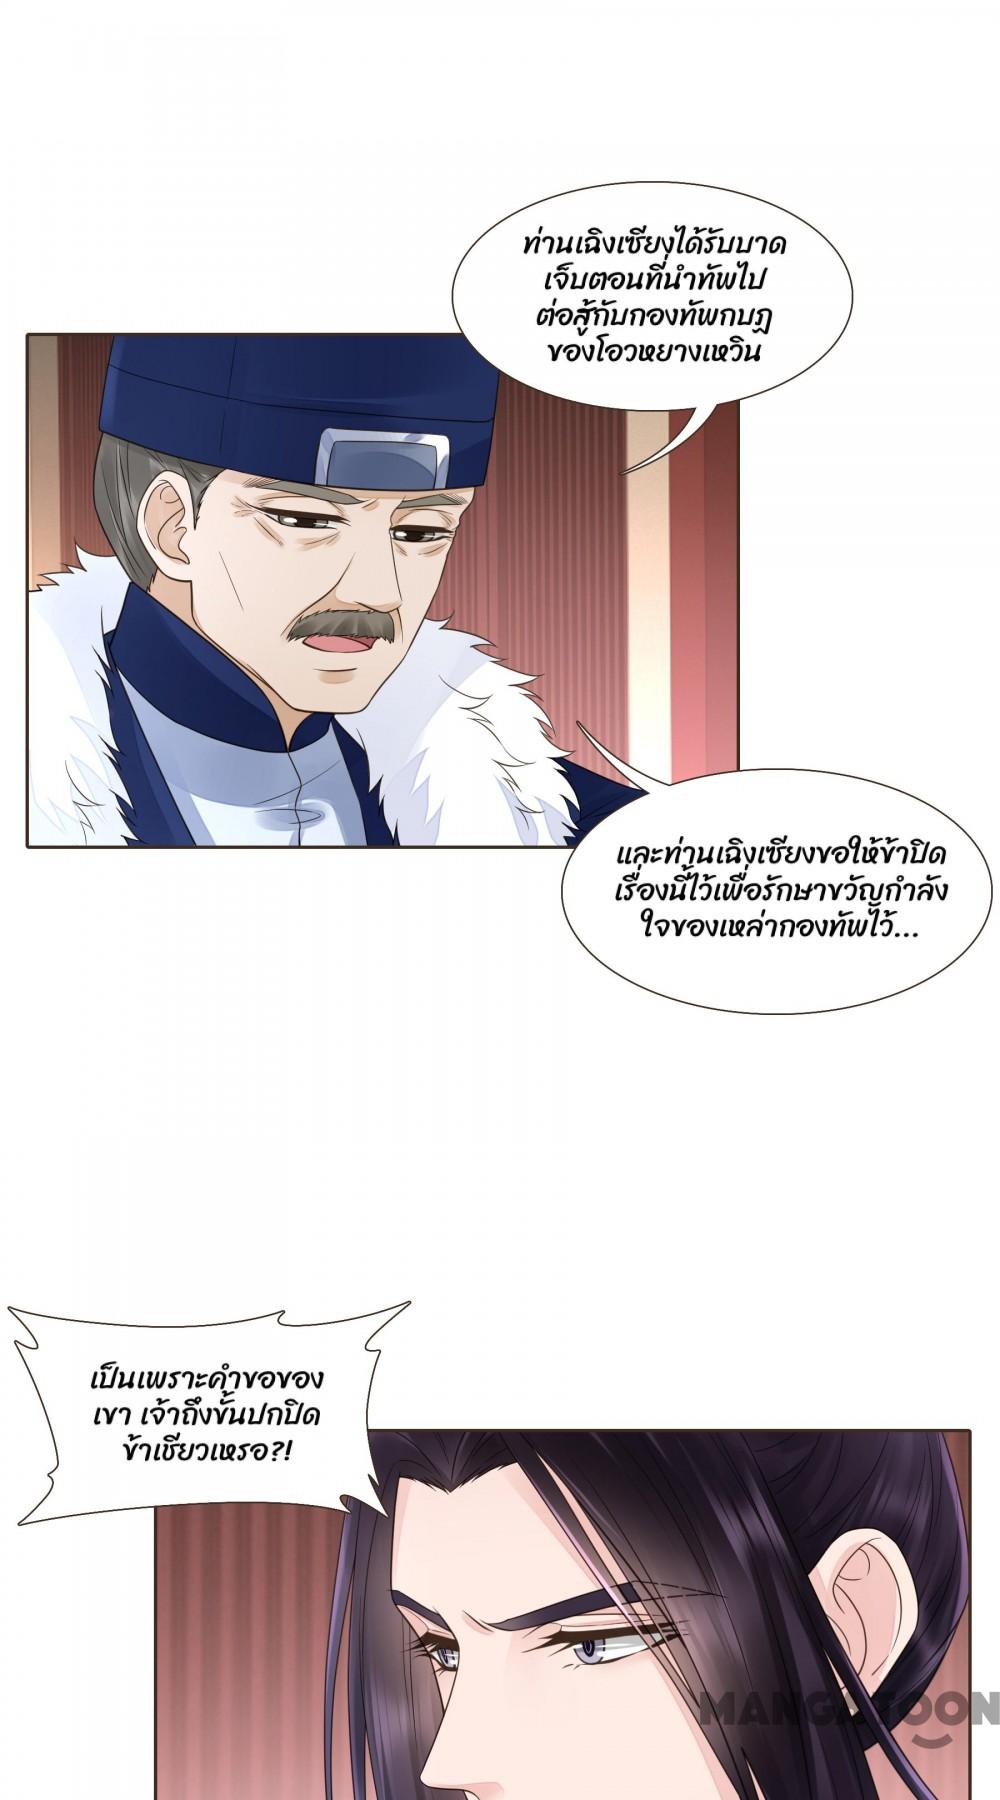 ท่านเฉิงเซียงได้รับบาด
เจ็บตอนที่นำทัพไป
ต่อสู้กับกองทัพกบฏ
ของโอวหยางเหวิน
และท่านเฉิงเซียงขอให้ข้าปิด
เรื่องนี้ไว้เพื่อรักษาขวัญกำลัง
ใจของเหล่ากองทัพไว้...
เป็นเพราะคำขอของ
เขา เจ้าถึงขั้นปกปิด
ข้าเชียวเหรอ?!
MANGATOON